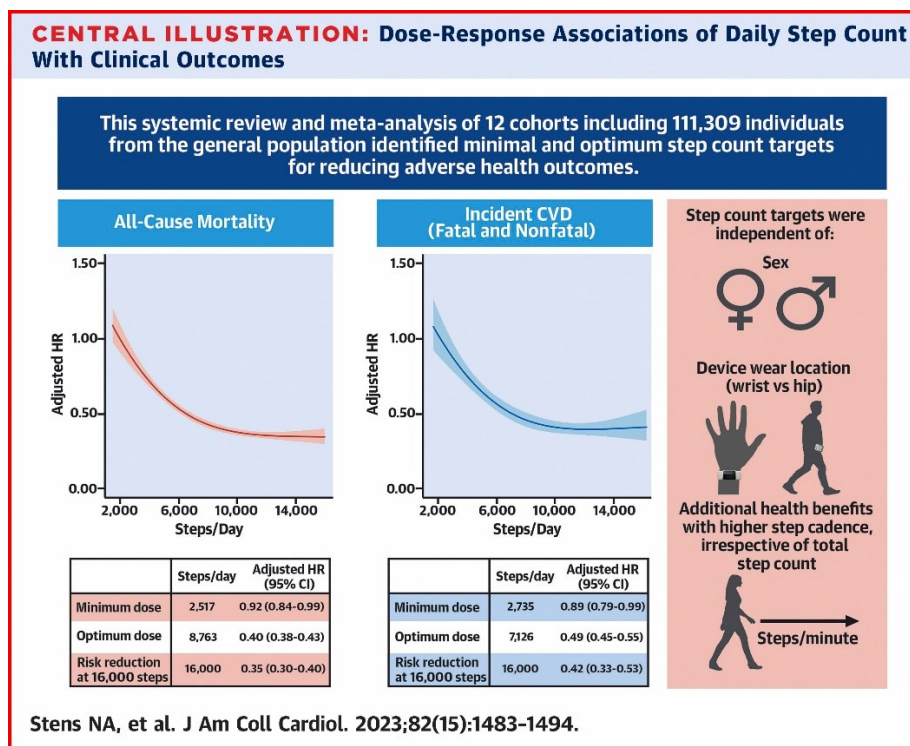 CENTRAL ILLUSTRATION: Dose-Response Associations of Daily Step Count
With Clinical Outcomes
This systemic review and meta-analysis of 12 cohorts including 111,309 individuals
from the general population identified minimal and optimum step count targets
for reducing adverse health outcomes.
All-Cause Mortality
1.50
1.00
0.50
0.00
Adjusted HR
2,000 6,000 10,000 14,000
Steps/Day
Steps/day Adjusted HR
(95% CI)
Minimum dose 2,517 0.92 (0.84-0.99)
Optimum dose 8,763 0.40 (0.38-0.43)
Risk reduction
at 16,000 steps 16,000 0.35 (0.30-0.40)
Incident CVD
(Fatal and Nonfatal)
1.50
1.00
0.50
0.00
Adjusted HR
2,000 6,000 10,000 14,000
Steps/Day
Steps/day Adjusted HR
(95% CI)
Minimum dose 2,735 0.89 (0.79-0.99)
Optimum dose 7,126 0.49 (0.45-0.55)
Risk reduction
at 16,000 steps 16,000 0.42 (0.33-0.53)
Step count targets were
independent of:
Sex
Device wear location
(wrist vs hip)
Additional health benefits
with higher step cadence,
irrespective of total
step count
Steps/minute
Stens NA, et al. J Am Coll Cardiol. 2023;82(15):1483–1494.